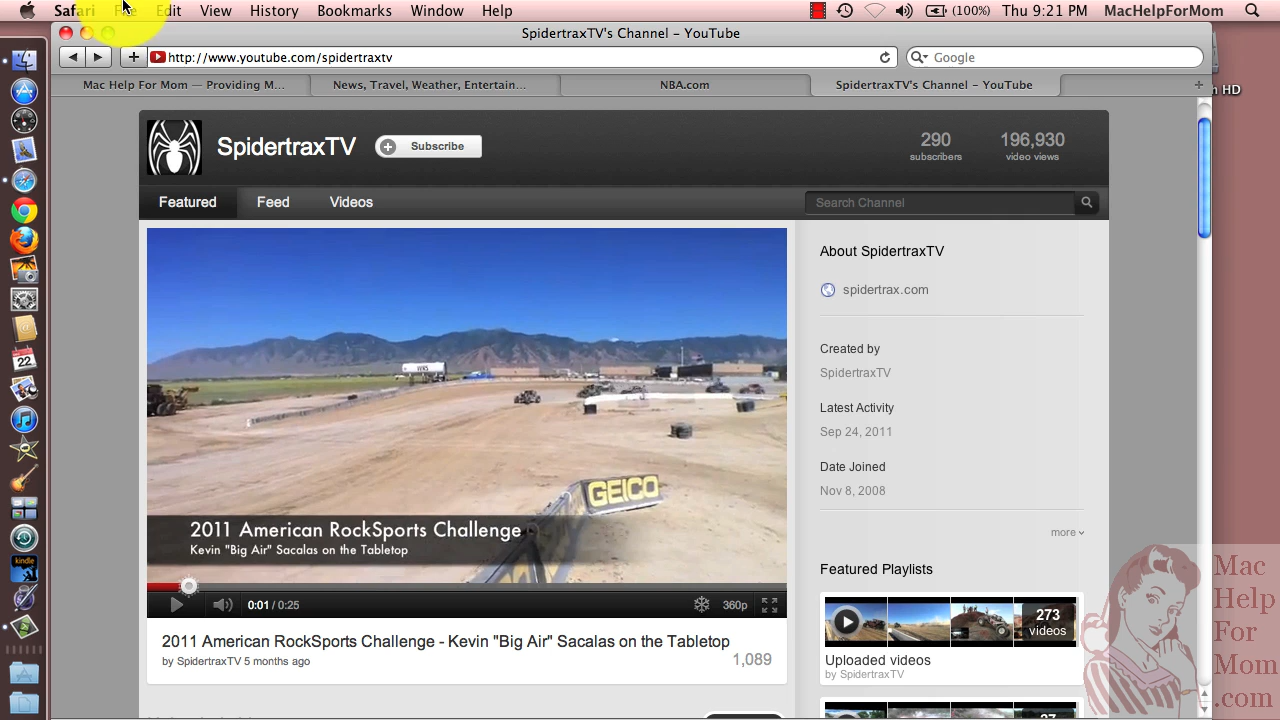 Safari File Edit View History Bookmarks Window Help (100%) Thu 9:21 PM MacHelpForMom
SpidertraxTV's Channel – YouTube
http://www.youtube.com/spidertraxtv Google
Mac Help For Mom — Providing M... News, Travel, Weather, Entertain... NBA.com SpidertraxTV's Channel – YouTube
HD
SpidertraxTV Subscribe 290 196,930
subscribers video views
Featured Feed Videos Search Channel
About SpidertraxTV
spidertrax.com
Created by
SpidertraxTV
Latest Activity
Sep 24, 2011
Date Joined
Nov 8, 2008
more
GEICO
2011 American RockSports Challenge
Kevin "Big Air" Sacalas on the Tabletop
0:01 / 0:25 360p
2011 American RockSports Challenge - Kevin "Big Air" Sacalas on the Tabletop
by SpidertraxTV 5 months ago 1,089
Featured Playlists
273
videos
Uploaded videos
by SpidertraxTV
22
kindle
Mac
Help
For
Mom
.com